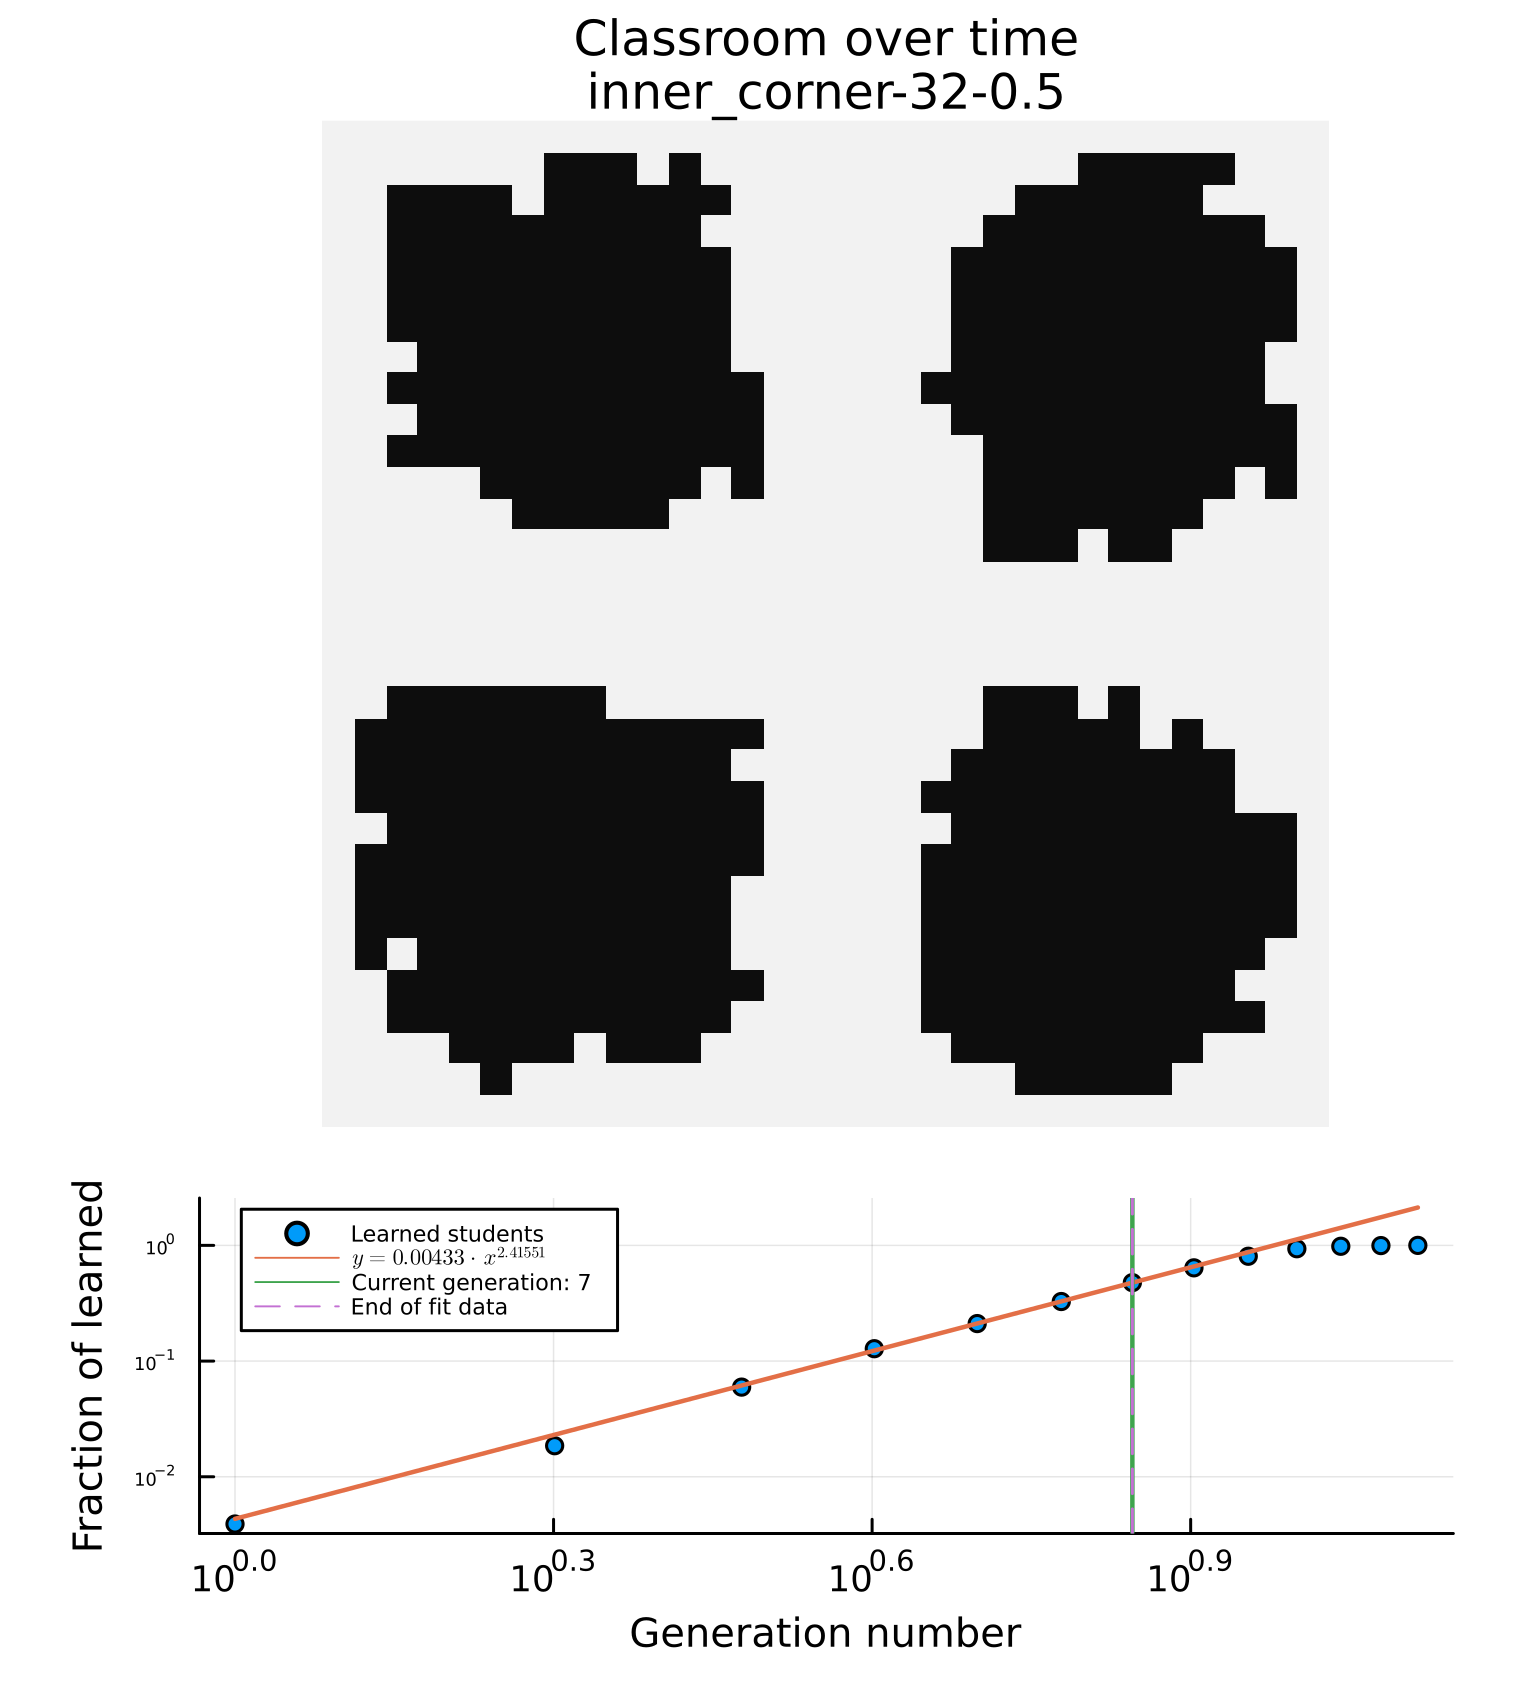 Classroom over time
inner_corner-32-0.5
Fraction of learned
10^0
10^−1
10^−2
Learned students
y = 0.00433 · x^2.41551
Current generation: 7
End of fit data
10^0.0 10^0.3 10^0.6 10^0.9
Generation number